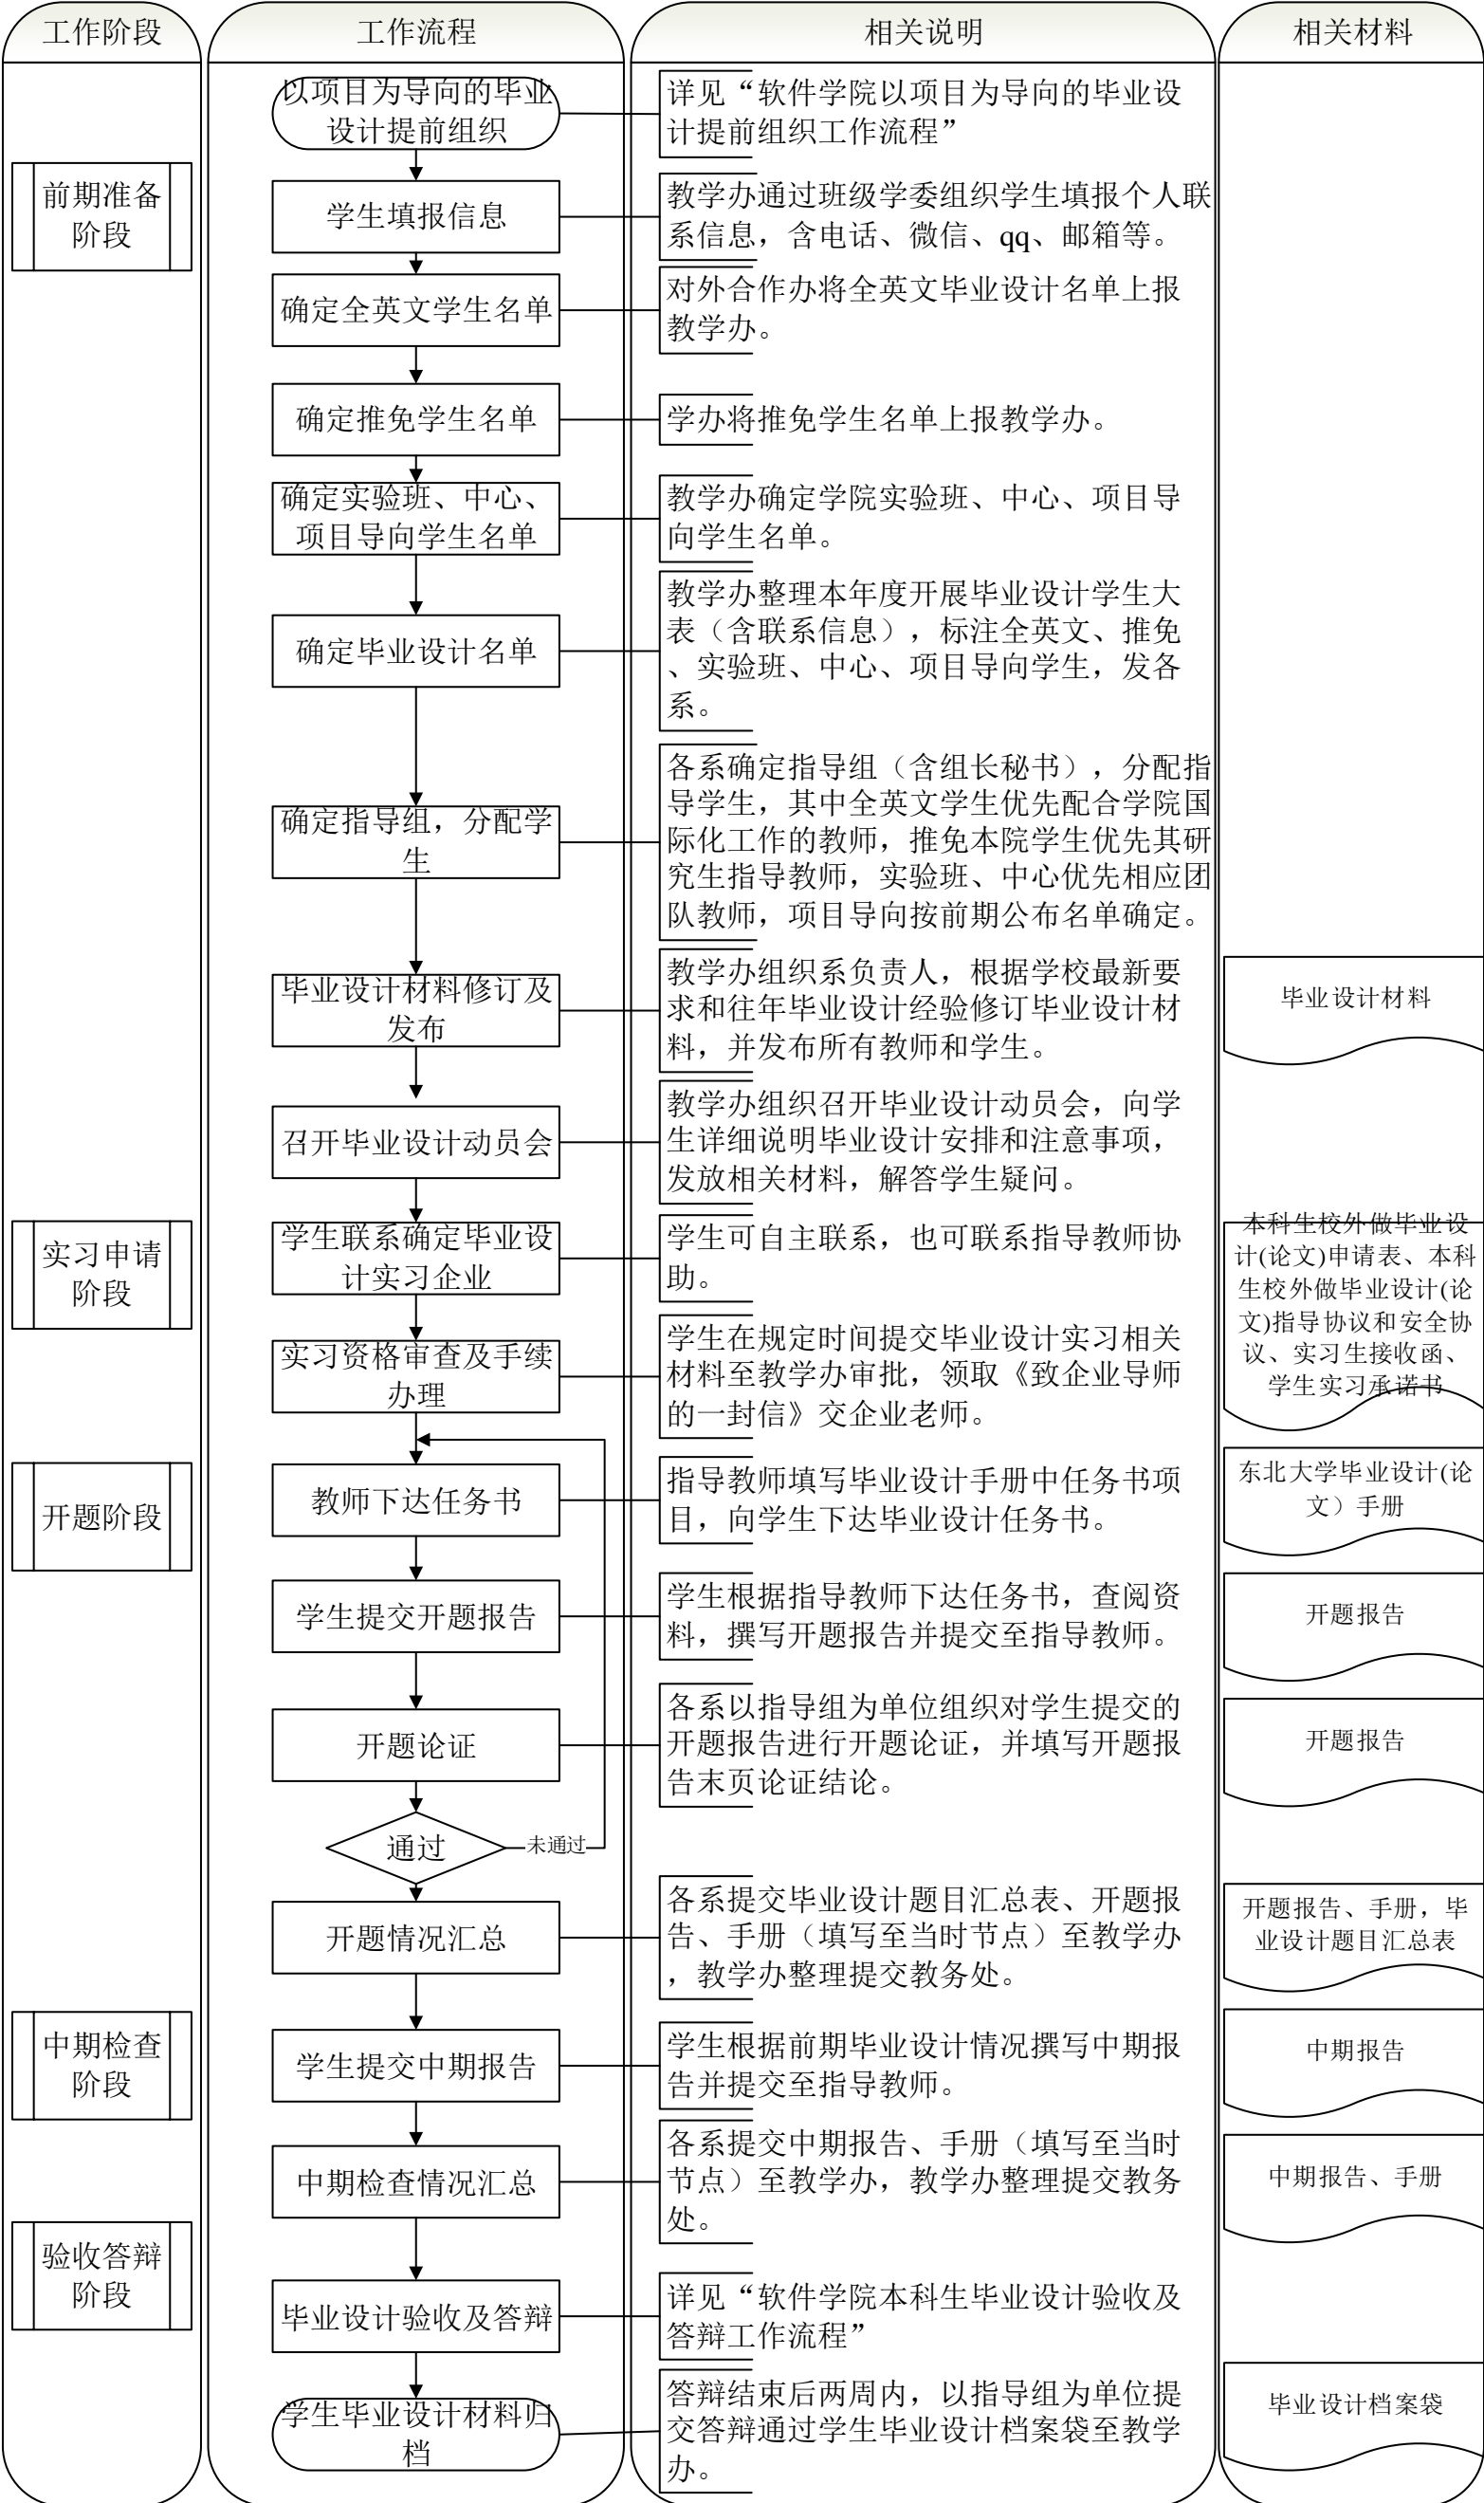 工作阶段
工作流程
相关说明
相关材料
以项目为导向的毕业
设计提前组织
详见“软件学院以项目为导向的毕业设
计提前组织工作流程”
前期准备
阶段
学生填报信息
教学办通过班级学委组织学生填报个人联
系信息，含电话、微信、qq、邮箱等。
确定全英文学生名单
对外合作办将全英文毕业设计名单上报
教学办。
确定推免学生名单
学办将推免学生名单上报教学办。
确定实验班、中心、
项目导向学生名单
教学办确定学院实验班、中心、项目导
向学生名单。
确定毕业设计名单
教学办整理本年度开展毕业设计学生大
表（含联系信息），标注全英文、推免
、实验班、中心、项目导向学生，发各
系。
确定指导组，分配学
生
各系确定指导组（含组长秘书），分配指
导学生，其中全英文学生优先配合学院国
际化工作的教师，推免本院学生优先其研
究生指导教师，实验班、中心优先相应团
队教师，项目导向按前期公布名单确定。
毕业设计材料修订及
发布
教学办组织系负责人，根据学校最新要
求和往年毕业设计经验修订毕业设计材
料，并发布所有教师和学生。
毕业设计材料
召开毕业设计动员会
教学办组织召开毕业设计动员会，向学
生详细说明毕业设计安排和注意事项，
发放相关材料，解答学生疑问。
实习申请
阶段
学生联系确定毕业设
计实习企业
学生可自主联系，也可联系指导教师协
助。
本科生校外做毕业设
计(论文)申请表、本科
生校外做毕业设计(论
文)指导协议和安全协
议、实习生接收函、
学生实习承诺书
实习资格审查及手续
办理
学生在规定时间提交毕业设计实习相关
材料至教学办审批，领取《致企业导师
的一封信》交企业老师。
开题阶段
教师下达任务书
指导教师填写毕业设计手册中任务书项
目，向学生下达毕业设计任务书。
东北大学毕业设计(论
文）手册
学生提交开题报告
学生根据指导教师下达任务书，查阅资
料，撰写开题报告并提交至指导教师。
开题报告
开题论证
各系以指导组为单位组织对学生提交的
开题报告进行开题论证，并填写开题报
告末页论证结论。
开题报告
通过
未通过
开题情况汇总
各系提交毕业设计题目汇总表、开题报
告、手册（填写至当时节点）至教学办
，教学办整理提交教务处。
开题报告、手册，毕
业设计题目汇总表
中期检查
阶段
学生提交中期报告
学生根据前期毕业设计情况撰写中期报
告并提交至指导教师。
中期报告
中期检查情况汇总
各系提交中期报告、手册（填写至当时
节点）至教学办，教学办整理提交教务
处。
中期报告、手册
验收答辩
阶段
毕业设计验收及答辩
详见“软件学院本科生毕业设计验收及
答辩工作流程”
学生毕业设计材料归
档
答辩结束后两周内，以指导组为单位提
交答辩通过学生毕业设计档案袋至教学
办。
毕业设计档案袋